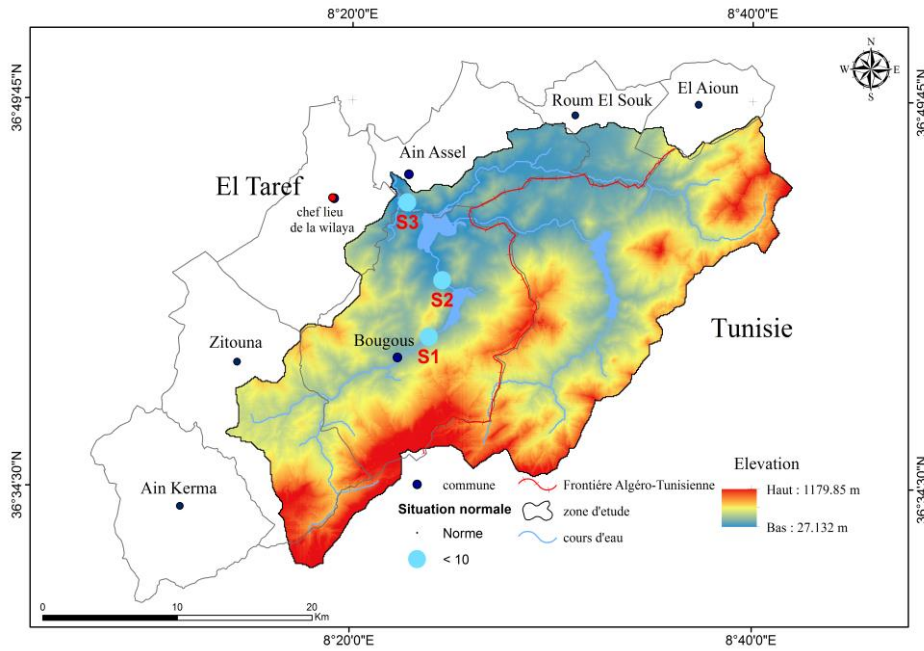 8°20'0"E
8°40'0"E
36°49'45"N
36°49'45"N
N
W
E
S
El Aioun
Roum El Souk
Ain Assel
El Taref
chef lieu
de la wilaya
S3
S2
Tunisie
Zitouna
Bougous
S1
Ain Kerma
36°34'30"N
36°34'30"N
commune
Situation normale
Norme
< 10
Frontiére Algéro-Tunisienne
zone d'etude
cours d'eau
Elevation
Haut : 1179.85 m
Bas : 27.132 m
0
10
20
Km
8°20'0"E
8°40'0"E